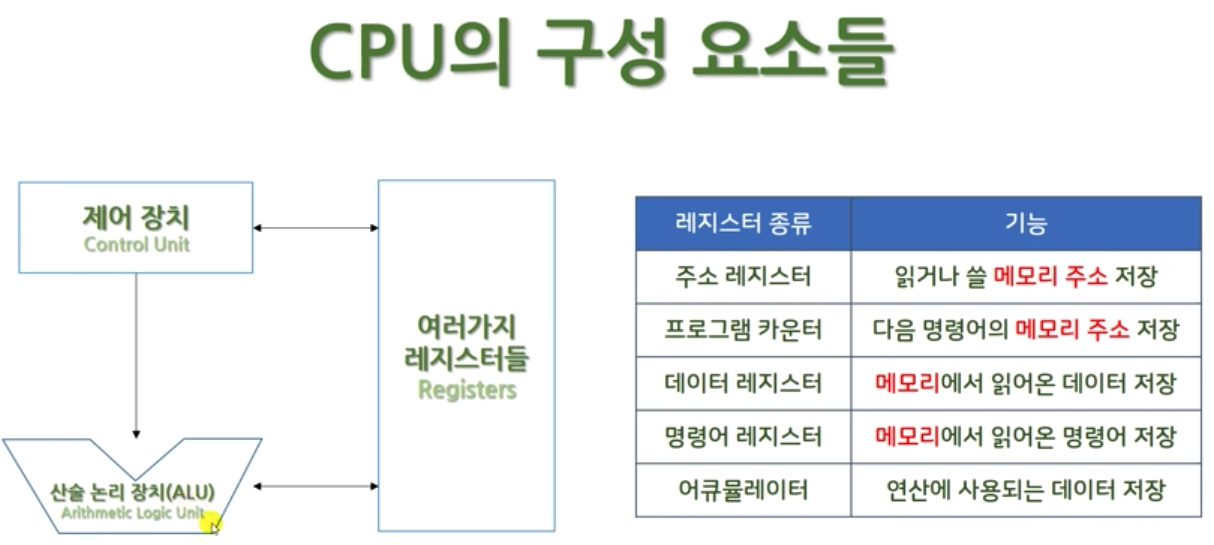 CPU의 구성 요소들
제어 장치
Control Unit
여러가지
레지스터들
Registers
산술 논리 장치(ALU)
Arithmetic Logic Unit
레지스터 종류 기능
주소 레지스터 읽거나 쓸 메모리 주소 저장
프로그램 카운터 다음 명령어의 메모리 주소 저장
데이터 레지스터 메모리에서 읽어온 데이터 저장
명령어 레지스터 메모리에서 읽어온 명령어 저장
어큐뮬레이터 연산에 사용되는 데이터 저장